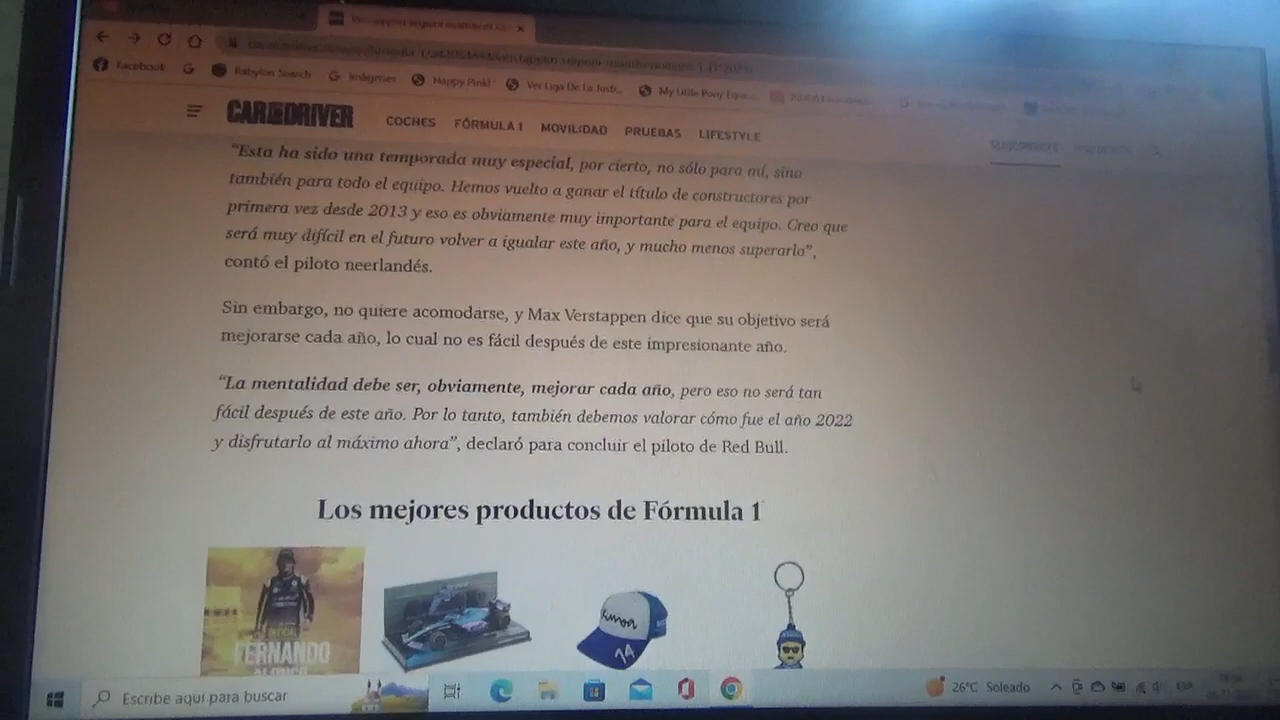 Facebook
Babylon Search
Imágenes
Happy Pink!
Ver Liga De La Justi...
My Little Pony Eque...
CAR AND DRIVER
COCHES FÓRMULA 1 MOVILIDAD PRUEBAS LIFESTYLE
"Esta ha sido una temporada muy especial, por cierto, no sólo para mí, sino
también para todo el equipo. Hemos vuelto a ganar el título de constructores por
primera vez desde 2013 y eso es obviamente muy importante para el equipo. Creo que
será muy difícil en el futuro volver a igualar este año, y mucho menos superarlo",
contó el piloto neerlandés.
Sin embargo, no quiere acomodarse, y Max Verstappen dice que su objetivo será
mejorarse cada año, lo cual no es fácil después de este impresionante año.
"La mentalidad debe ser, obviamente, mejorar cada año, pero eso no será tan
fácil después de este año. Por lo tanto, también debemos valorar cómo fue el año 2022
y disfrutarlo al máximo ahora", declaró para concluir el piloto de Red Bull.
Los mejores productos de Fórmula 1
OFFICIAL
FERNANDO
ALONSO
Kimoa
14
Escribe aquí para buscar
26°C Soleado
ESP